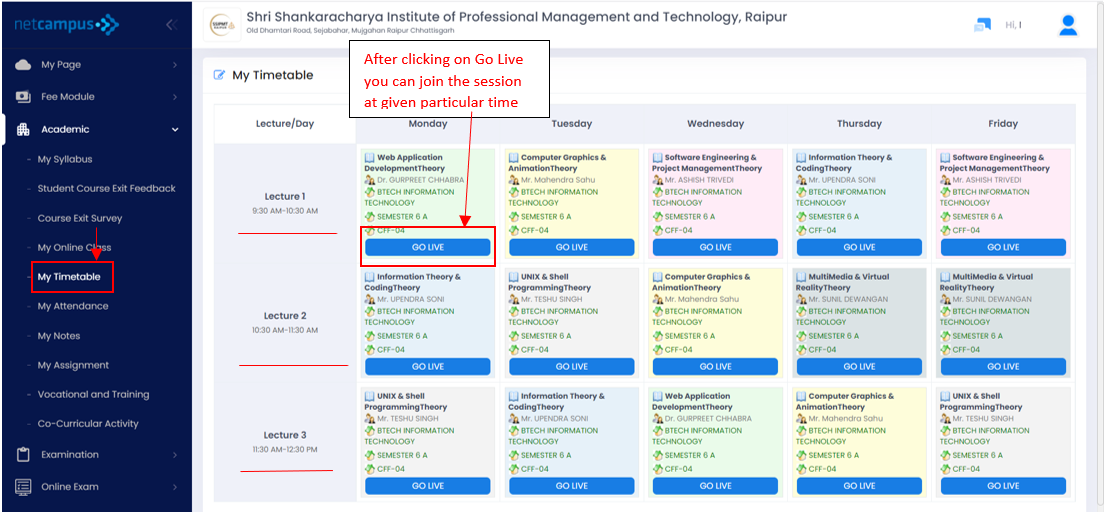 netcampus
SSIPMT
RAIPUR
Shri Shankaracharya Institute of Professional Management and Technology, Raipur
Old Dhamtari Road, Sejabahar, Mujgahan Raipur Chhattisgarh
Hi, I
My Page
Fee Module
Academic
- My Syllabus
- Student Course Exit Feedback
- Course Exit Survey
- My Online Class
- My Timetable
- My Attendance
- My Notes
- My Assignment
- Vocational and Training
- Co-Curricular Activity
Examination
Online Exam
My Timetable
After clicking on Go Live
you can join the session
at given particular time
Lecture/Day Monday Tuesday Wednesday Thursday Friday
Lecture 1
9:30 AM-10:30 AM
Web Application
DevelopmentTheory
Dr. GURPREET CHHABRA
BTECH INFORMATION
TECHNOLOGY
SEMESTER 6 A
CFF-04
GO LIVE
Computer Graphics &
AnimationTheory
Mr. Mahendra Sahu
BTECH INFORMATION
TECHNOLOGY
SEMESTER 6 A
CFF-04
GO LIVE
Software Engineering &
Project ManagementTheory
Mr. ASHISH TRIVEDI
BTECH INFORMATION
TECHNOLOGY
SEMESTER 6 A
CFF-04
GO LIVE
Information Theory &
CodingTheory
Mr. UPENDRA SONI
BTECH INFORMATION
TECHNOLOGY
SEMESTER 6 A
CFF-04
GO LIVE
Software Engineering &
Project ManagementTheory
Mr. ASHISH TRIVEDI
BTECH INFORMATION
TECHNOLOGY
SEMESTER 6 A
CFF-04
GO LIVE
Lecture 2
10:30 AM-11:30 AM
Information Theory &
CodingTheory
Mr. UPENDRA SONI
BTECH INFORMATION
TECHNOLOGY
SEMESTER 6 A
CFF-04
GO LIVE
UNIX & Shell
ProgrammingTheory
Mr. TESHU SINGH
BTECH INFORMATION
TECHNOLOGY
SEMESTER 6 A
CFF-04
GO LIVE
Computer Graphics &
AnimationTheory
Mr. Mahendra Sahu
BTECH INFORMATION
TECHNOLOGY
SEMESTER 6 A
CFF-04
GO LIVE
MultiMedia & Virtual
RealityTheory
Mr. SUNIL DEWANGAN
BTECH INFORMATION
TECHNOLOGY
SEMESTER 6 A
CFF-04
GO LIVE
MultiMedia & Virtual
RealityTheory
Mr. SUNIL DEWANGAN
BTECH INFORMATION
TECHNOLOGY
SEMESTER 6 A
CFF-04
GO LIVE
Lecture 3
11:30 AM-12:30 PM
UNIX & Shell
ProgrammingTheory
Mr. TESHU SINGH
BTECH INFORMATION
TECHNOLOGY
SEMESTER 6 A
CFF-04
GO LIVE
Information Theory &
CodingTheory
Mr. UPENDRA SONI
BTECH INFORMATION
TECHNOLOGY
SEMESTER 6 A
CFF-04
GO LIVE
Web Application
DevelopmentTheory
Dr. GURPREET CHHABRA
BTECH INFORMATION
TECHNOLOGY
SEMESTER 6 A
CFF-04
GO LIVE
Computer Graphics &
AnimationTheory
Mr. Mahendra Sahu
BTECH INFORMATION
TECHNOLOGY
SEMESTER 6 A
CFF-04
GO LIVE
UNIX & Shell
ProgrammingTheory
Mr. TESHU SINGH
BTECH INFORMATION
TECHNOLOGY
SEMESTER 6 A
CFF-04
GO LIVE